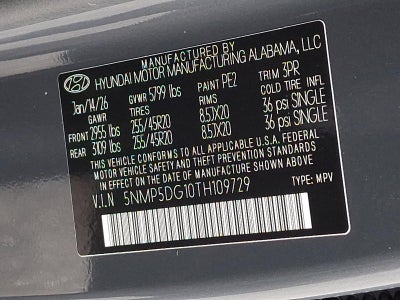 MANUFACTURED BY
HYUNDAI MOTOR MANUFACTURING ALABAMA, LLC
Jan/14/26 GVWR 5799 lbs PAINT PE2 TRIM 3PR
GAWR TIRES RIMS COLD TIRE INFL
FRONT 2955 lbs 255/45R20 8.5JX20 36 psi SINGLE
REAR 3109 lbs 255/45R20 8.5JX20 36 psi SINGLE
THIS VEHICLE CONFORMS TO ALL APPLICABLE U.S.A. FEDERAL
MOTOR VEHICLE SAFETY AND THEFT PREVENTION STANDARDS
IN EFFECT ON THE DATE OF MANUFACTURE SHOWN ABOVE.
V.I.N 5NMP5DG10TH109729 TYPE: MPV